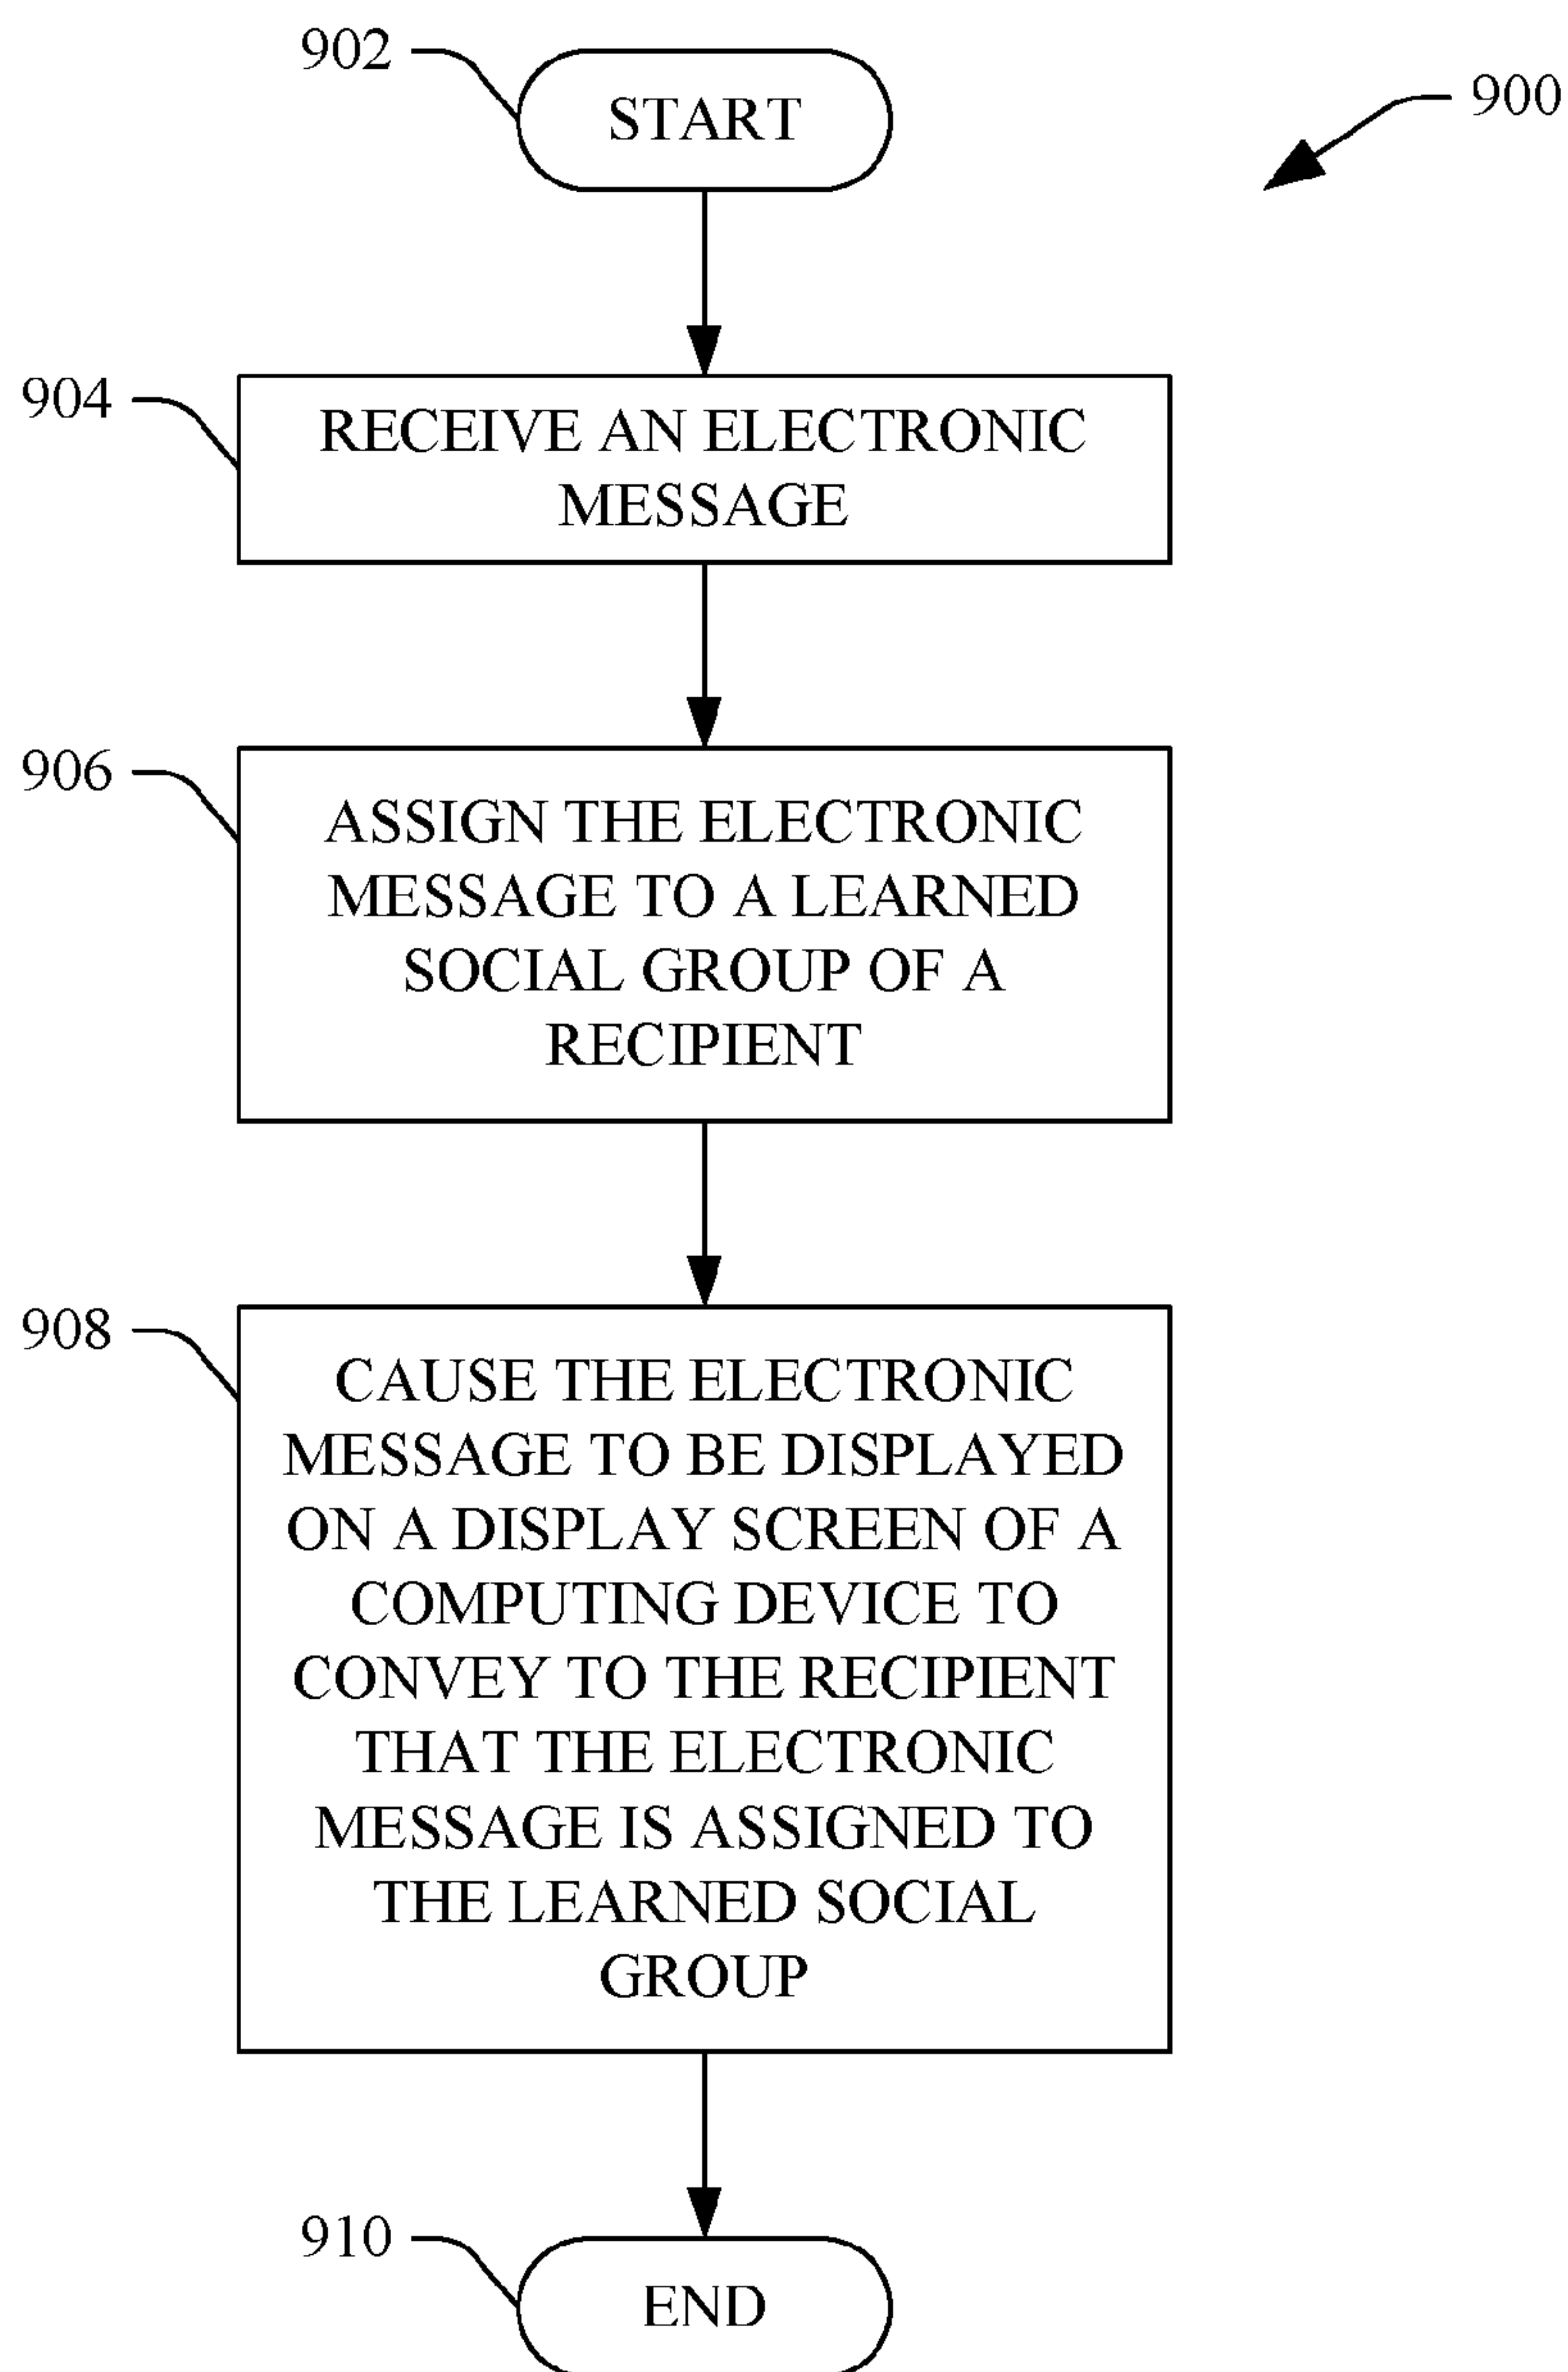 902
START
900
904
RECEIVE AN ELECTRONIC
MESSAGE
906
ASSIGN THE ELECTRONIC
MESSAGE TO A LEARNED
SOCIAL GROUP OF A
RECIPIENT
908
CAUSE THE ELECTRONIC
MESSAGE TO BE DISPLAYED
ON A DISPLAY SCREEN OF A
COMPUTING DEVICE TO
CONVEY TO THE RECIPIENT
THAT THE ELECTRONIC
MESSAGE IS ASSIGNED TO
THE LEARNED SOCIAL
GROUP
910
END